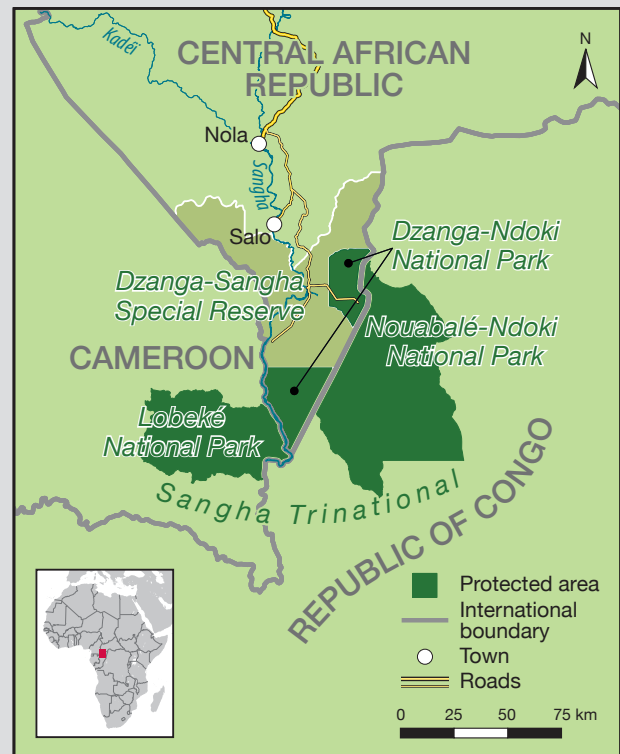 Kadéi
CENTRAL AFRICAN
REPUBLIC
N
Nola
Sangha
Salo
Dzanga-Ndoki
National Park
Dzanga-Sangha
Special Reserve
Nouabalé-Ndoki
National Park
CAMEROON
Lobeké
National Park
Sangha Trinational
REPUBLIC OF CONGO
Protected area
International
boundary
Town
Roads
0 25 50 75 km